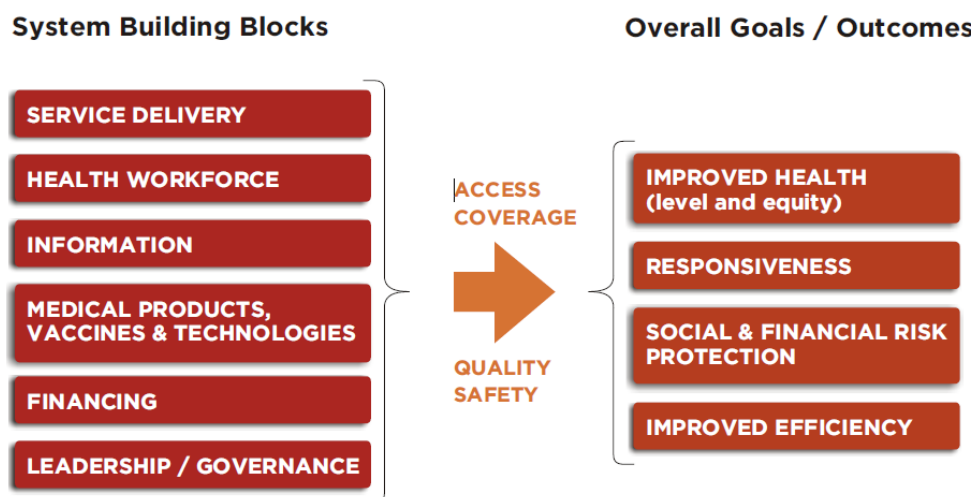 System Building Blocks
Overall Goals / Outcomes
SERVICE DELIVERY
HEALTH WORKFORCE
INFORMATION
MEDICAL PRODUCTS,
VACCINES & TECHNOLOGIES
FINANCING
LEADERSHIP / GOVERNANCE
ACCESS
COVERAGE
QUALITY
SAFETY
IMPROVED HEALTH
(level and equity)
RESPONSIVENESS
SOCIAL & FINANCIAL RISK
PROTECTION
IMPROVED EFFICIENCY